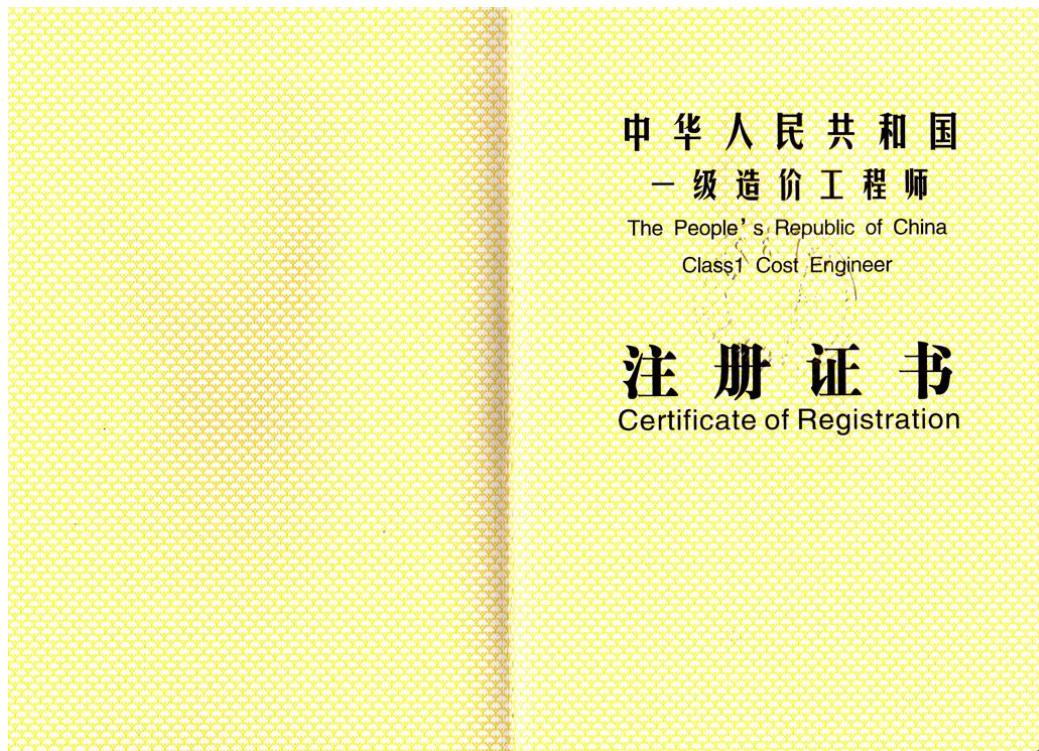 中华人民共和国
一级造价工程师
The People's Republic of China
Class1 Cost Engineer
注册证书
Certificate of Registration